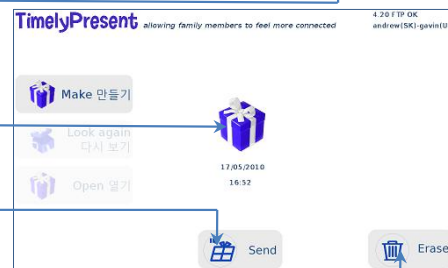 TimelyPresent allowing family members to feel more connected
4.20 FTP OK
andrew(SK)-gavin(U
Make 만들기
Look again
다시 보기
Open 열기
17/05/2010
16:52
Send
Erase